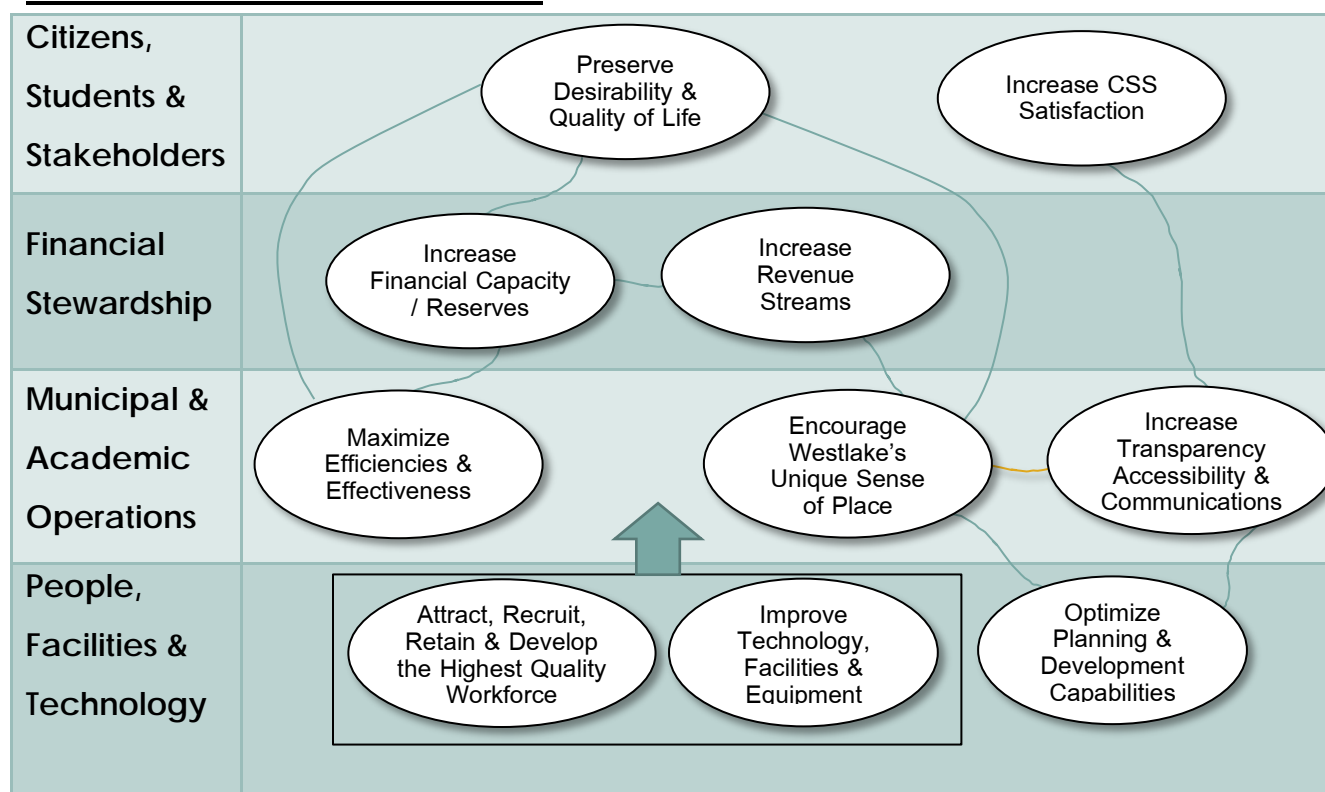 Citizens,
Students &
Stakeholders
Preserve
Desirability &
Quality of Life
Increase CSS
Satisfaction
Financial
Stewardship
Increase
Financial Capacity
/ Reserves
Increase
Revenue
Streams
Municipal &
Academic
Operations
Maximize
Efficiencies &
Effectiveness
Encourage
Westlake’s
Unique Sense
of Place
Increase
Transparency
Accessibility &
Communications
People,
Facilities &
Technology
Attract, Recruit,
Retain & Develop
the Highest Quality
Workforce
Improve
Technology,
Facilities &
Equipment
Optimize
Planning &
Development
Capabilities